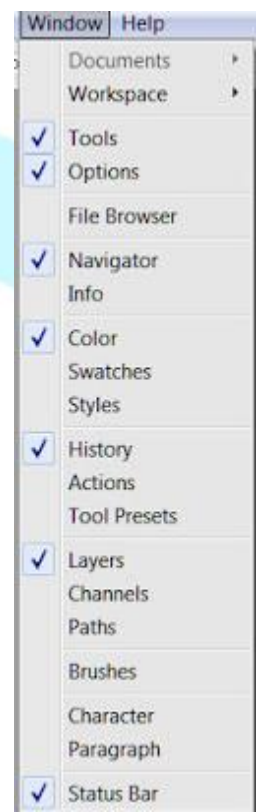 Window Help
Documents
Workspace
Tools
Options
File Browser
Navigator
Info
Color
Swatches
Styles
History
Actions
Tool Presets
Layers
Channels
Paths
Brushes
Character
Paragraph
Status Bar